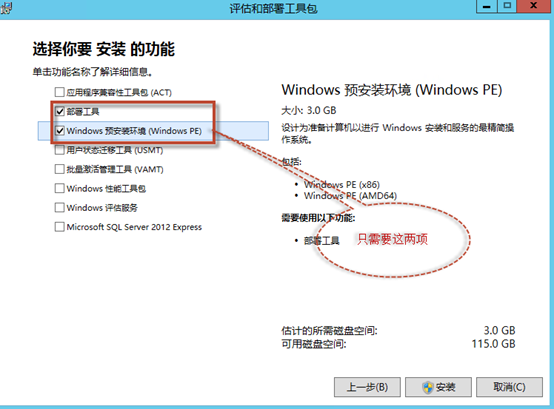 评估和部署工具包
选择你要 安装 的功能
单击功能名称了解详细信息。
应用程序兼容性工具包 (ACT)
部署工具
Windows 预安装环境 (Windows PE)
用户状态迁移工具 (USMT)
批量激活管理工具 (VAMT)
Windows 性能工具包
Windows 评估服务
Microsoft SQL Server 2012 Express
Windows 预安装环境 (Windows PE)
大小: 3.0 GB
设计为准备计算机以进行 Windows 安装和服务的最精简操
作系统。
包括:
• Windows PE (x86)
• Windows PE (AMD64)
需要使用以下功能:
• 部署工具
只需要这两项
估计的所需磁盘空间: 3.0 GB
可用磁盘空间: 115.0 GB
上一步(B)
安装
取消(C)